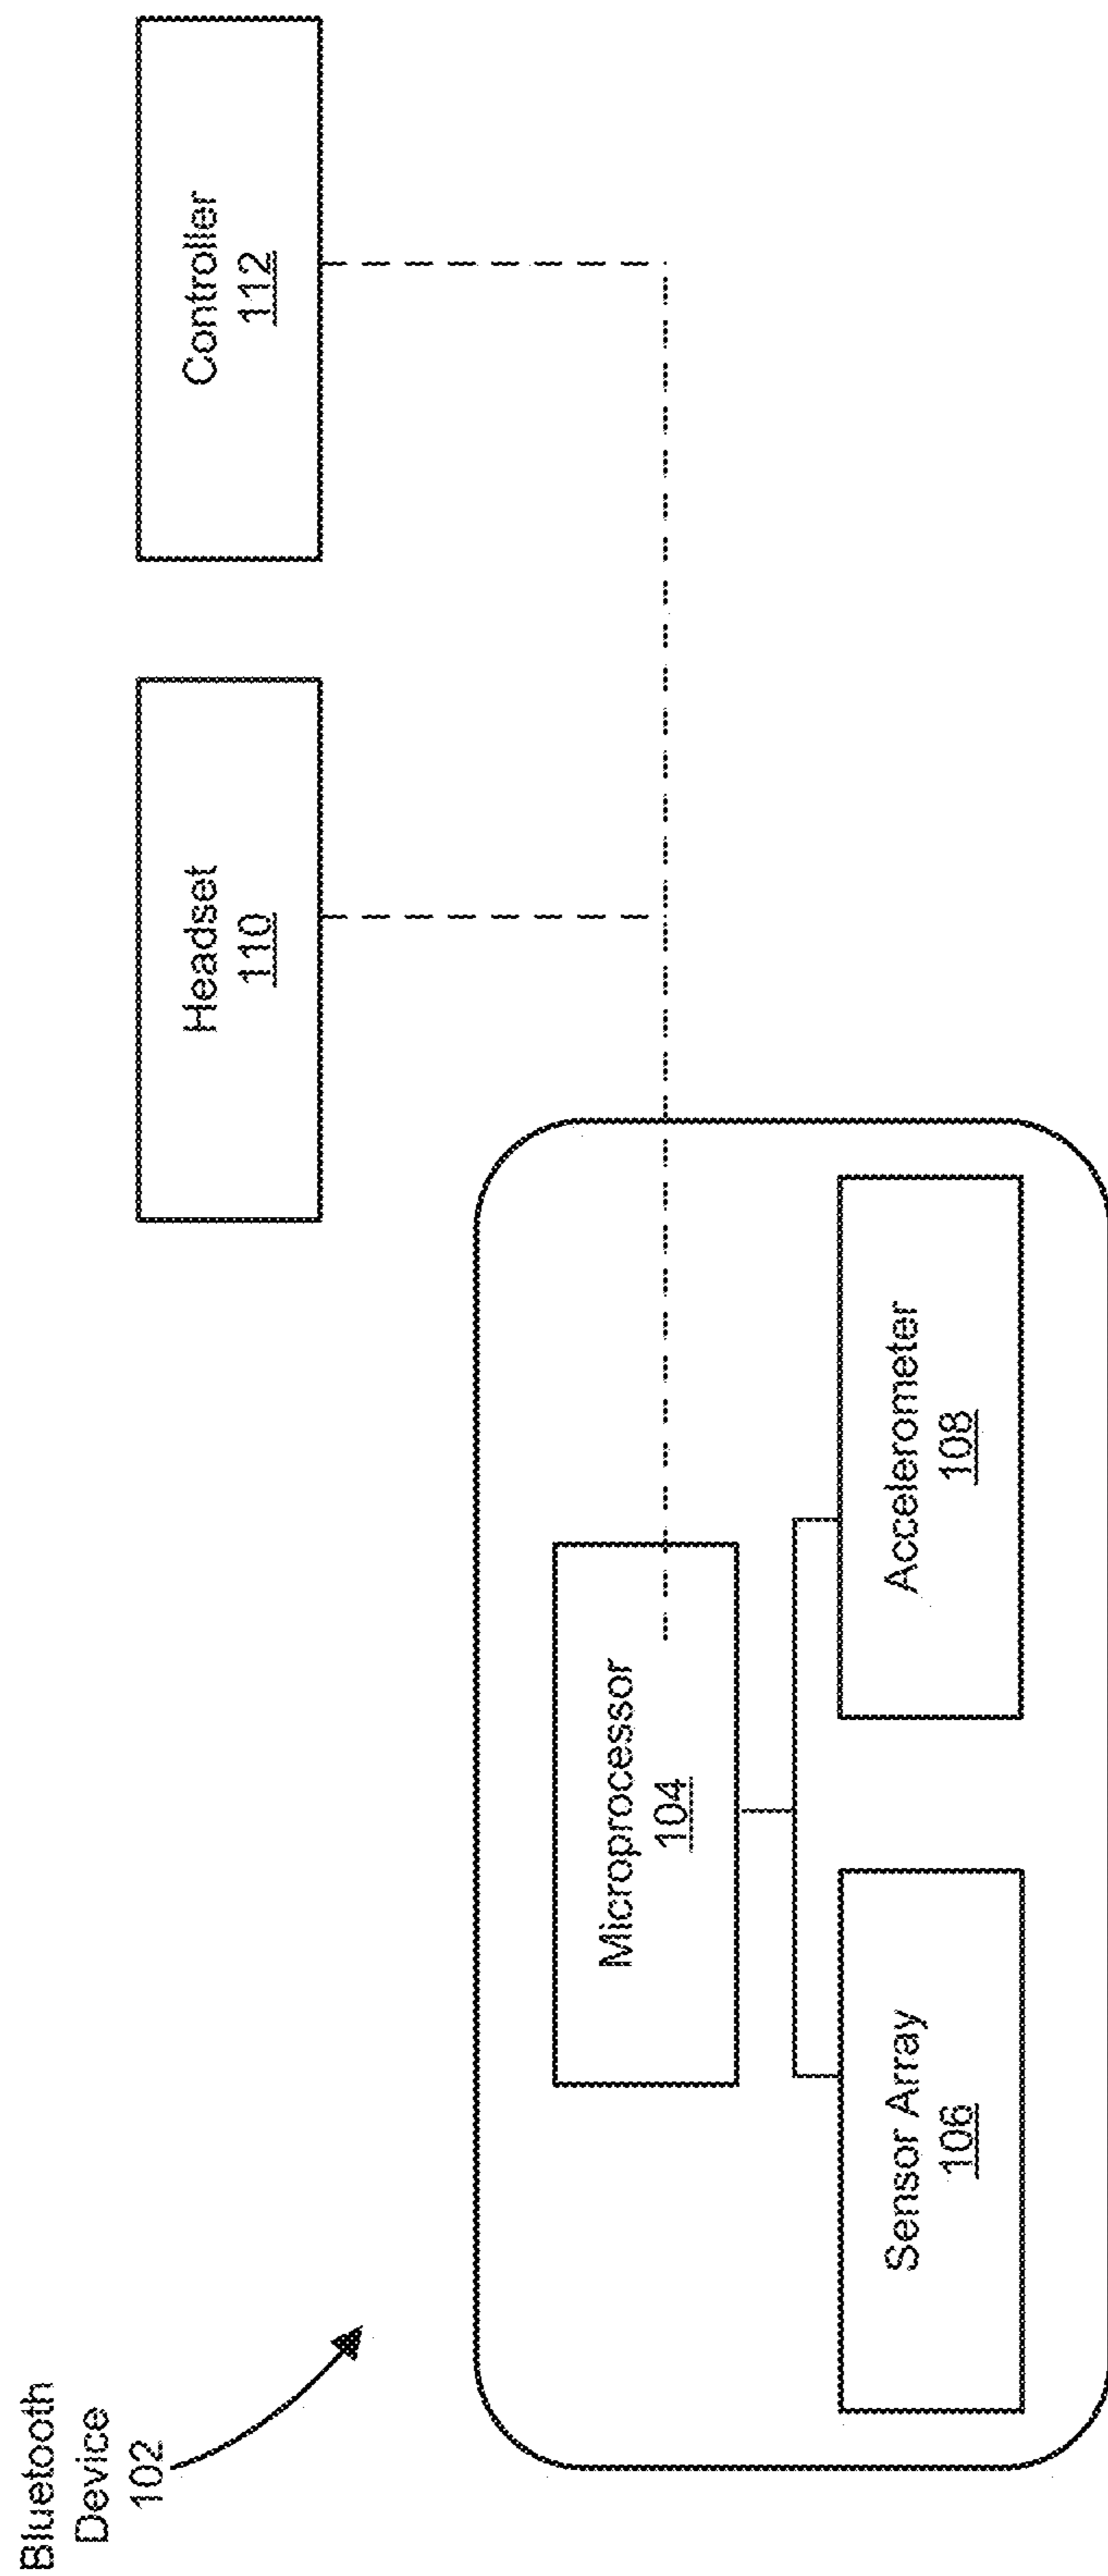 Bluetooth
Device
102
Headset
110
Controller
112
Microprocessor
104
Sensor Array
106
Accelerometer
108